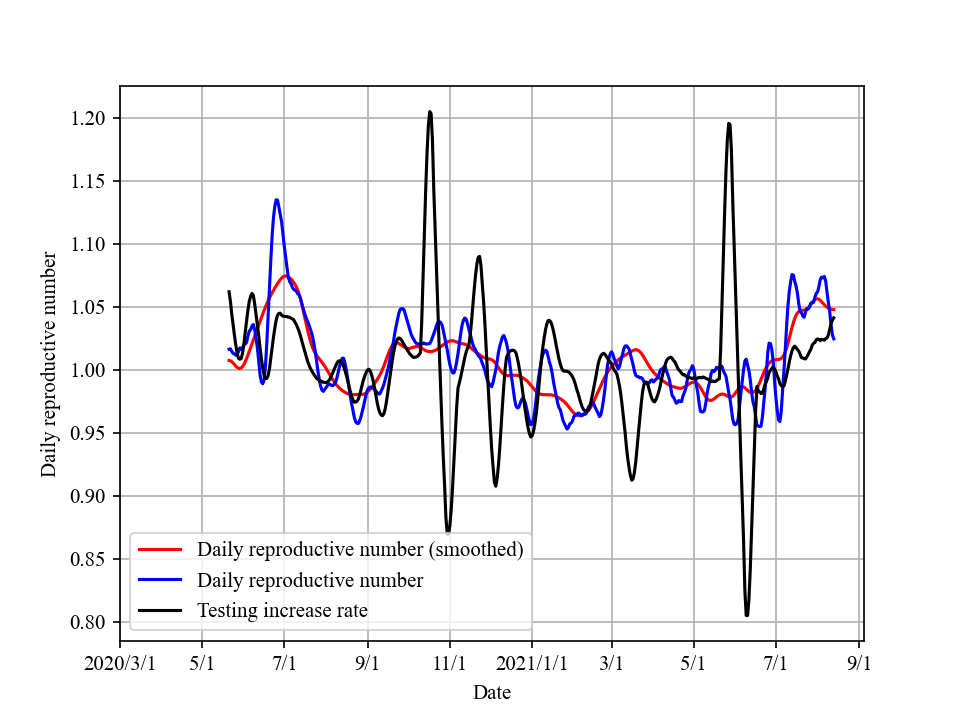 1.20
1.15
1.10
1.05
1.00
0.95
0.90
0.85
0.80
Daily reproductive number
Daily reproductive number (smoothed)
Daily reproductive number
Testing increase rate
2020/3/1 5/1 7/1 9/1 11/1 2021/1/1 3/1 5/1 7/1 9/1
Date